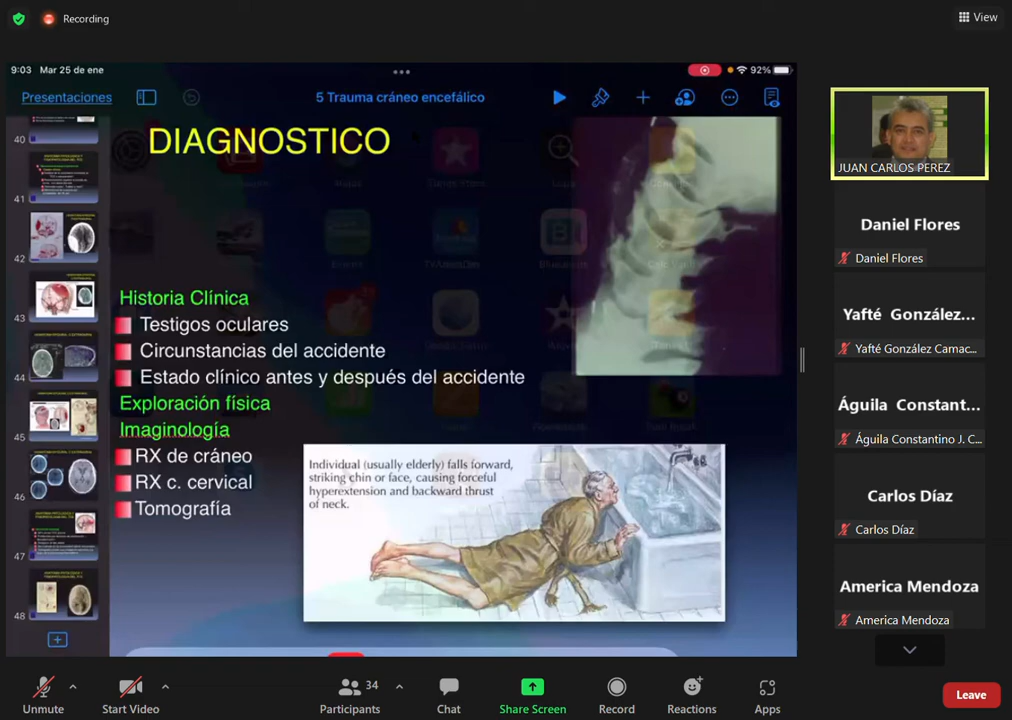 Recording
View
9:03 Mar 25 de ene
92%
Presentaciones
5 Trauma cráneo encefálico
40
41
42
43
44
45
46
47
48
DIAGNOSTICO
Historia Clínica
Testigos oculares
Circunstancias del accidente
Estado clínico antes y después del accidente
Exploración física
Imaginología
RX de cráneo
RX c. cervical
Tomografía
Individual (usually elderly) falls forward,
striking chin or face, causing forceful
hyperextension and backward thrust
of neck.
JUAN CARLOS PEREZ
Daniel Flores
Daniel Flores
Yafté González...
Yafté González Camac...
Águila Constant...
Águila Constantino J. C...
Carlos Díaz
Carlos Díaz
America Mendoza
America Mendoza
Unmute
Start Video
34
Participants
Chat
Share Screen
Record
Reactions
Apps
Leave